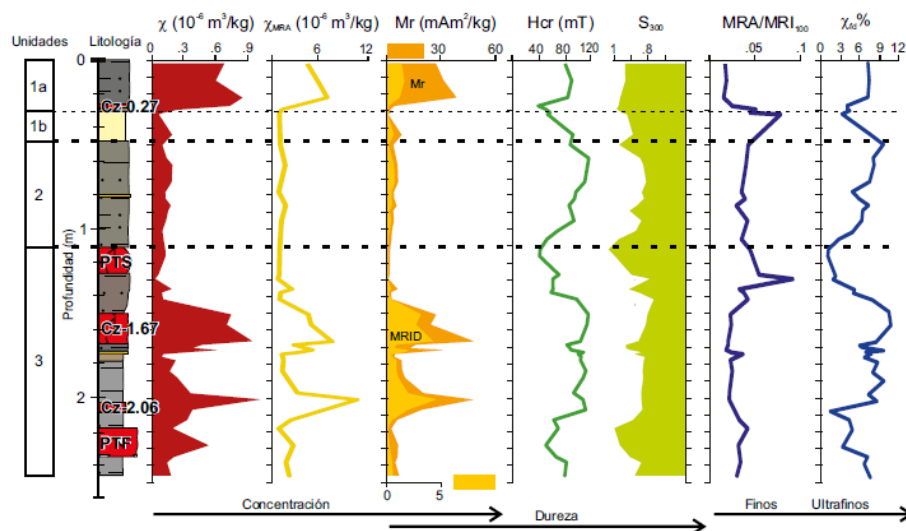 χ (10⁻⁶ m³/kg) χMRA (10⁻⁶ m³/kg) Mr (mAm²/kg) Hcr (mT) S₃₀₀ MRA/MRI₁₀₀ χfd%
Unidades Litología 0 .3 .6 .9 6 12 0 30 60 40 80 120 .8 .05 .1 3 6 9 12
0
1a
Mr
Cz-0.27
1b
2
1
Profundidad (m)
PTS
3
Cz-1.67
MRID
2
Cz-2.06
PTF
0 5
Concentración
Dureza
Finos
Ultrafinos